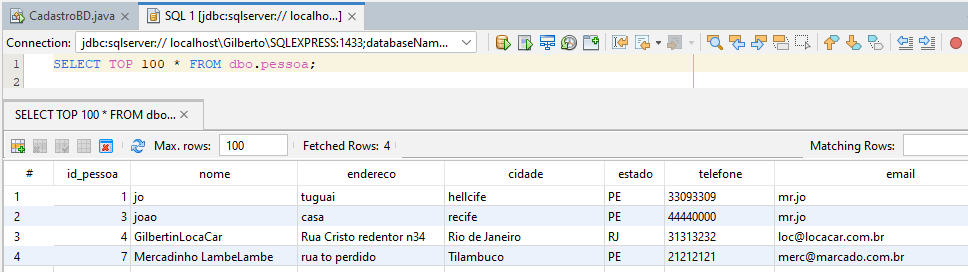 CadastroBD.java SQL 1 [jdbc:sqlserver:// localho...]
Connection: jdbc:sqlserver:// localhost\Gilberto\SQLEXPRESS:1433;databaseNam...
1 SELECT TOP 100 * FROM dbo.pessoa;
2
SELECT TOP 100 * FROM dbo...
Max. rows: 100 Fetched Rows: 4 Matching Rows:
# id_pessoa nome endereco cidade estado telefone email
1 1 jo tuguai hellcife PE 33093309 mr.jo
2 3 joao casa recife PE 44440000 mr.jo
3 4 GilbertinLocaCar Rua Cristo redentor n34 Rio de Janeiro RJ 31313232 loc@locacar.com.br
4 7 Mercadinho LambeLambe rua to perdido Tilambuco PE 21212121 merc@marcado.com.br